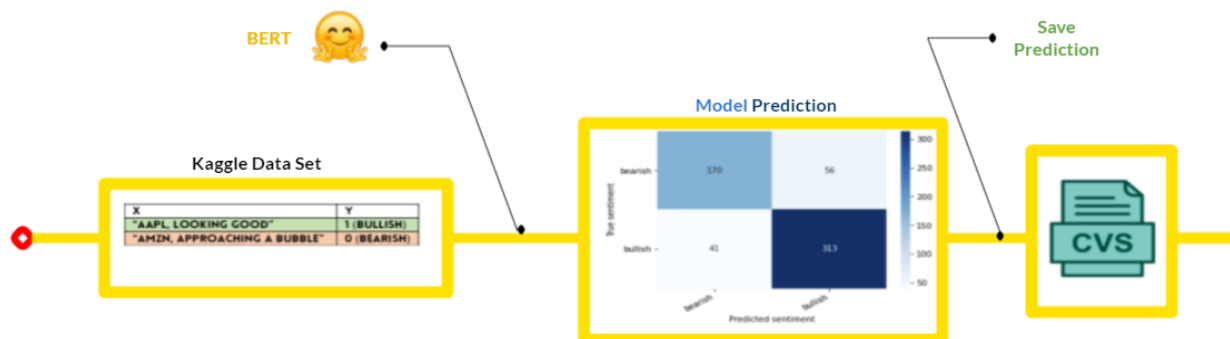 BERT
Save
Prediction
Model Prediction
Kaggle Data Set
X Y
"AAPL, LOOKING GOOD" 1 (BULLISH)
"AMZN, APPROACHING A BUBBLE" 0 (BEARISH)
True sentiment
bearish
bullish
170 56
41 313
bearish
bullish
Predicted sentiment
300
250
200
150
100
50
CVS